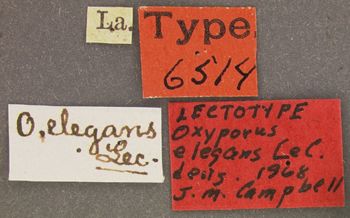 La.
Type
6514
O. elegans
Lec.
LECTOTYPE
Oxyporus
elegans LeC.
desig. 1968
J. M. Campbell